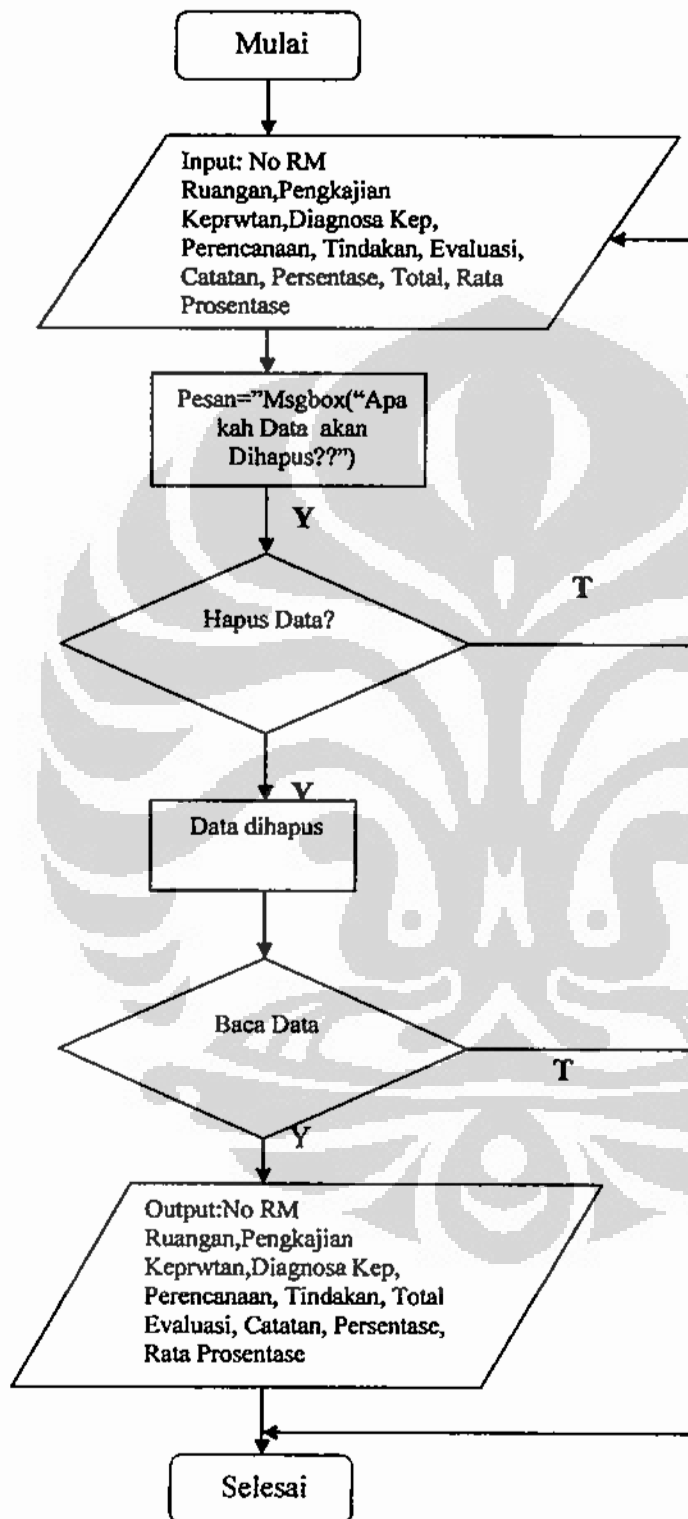 Mulai
Input: No RM
Ruangan,Pengkajian
Keprwtan,Diagnosa Kep,
Perencanaan, Tindakan, Evaluasi,
Catatan, Persentase, Total, Rata
Prosentase
Pesan=”Msgbox(“Apa
kah Data akan
Dihapus??”)
Y
Hapus Data?
T
Y
Data dihapus
Baca Data
T
Y
Output:No RM
Ruangan,Pengkajian
Keprwtan,Diagnosa Kep,
Perencanaan, Tindakan, Total
Evaluasi, Catatan, Persentase,
Rata Prosentase
Selesai